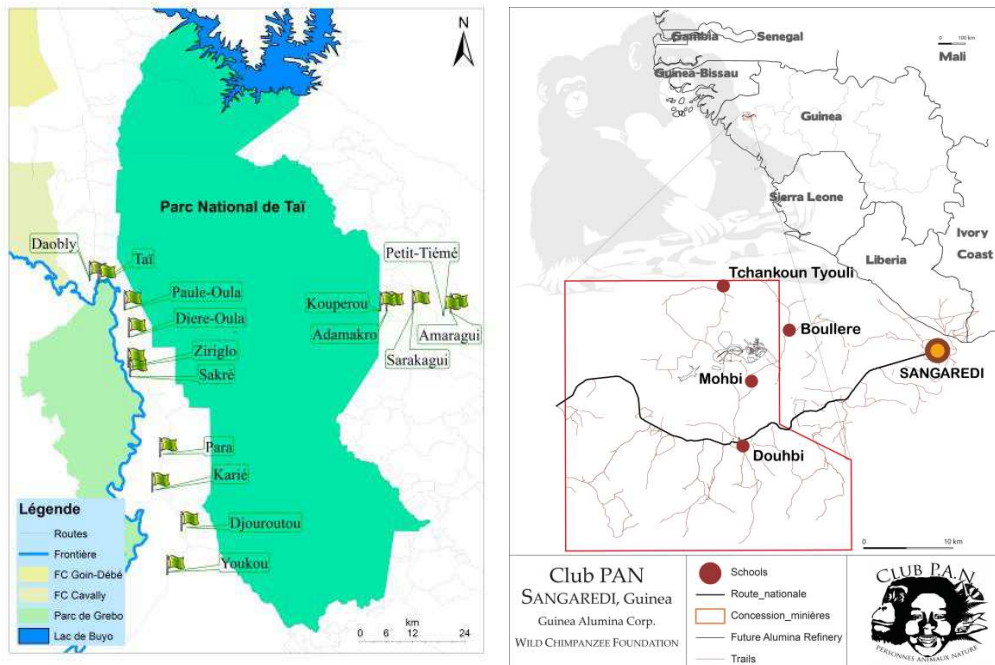 N
Parc National de Taï
Daobly
Taï
Petit-Tiémé
Paule-Oula
Kouperou
Diere-Oula
Adamakro
Amaragui
Ziriglo
Sarakagui
Sakré
Para
Karié
Djouroutou
Youkou
Légende
Routes
Frontière
FC Goin-Débé
FC Cavally
Parc de Grebo
Lac de Buyo
km
0 6 12 24
Gambia
Senegal
0 100 km
Mali
Guinea-Bissau
Guinea
Sierra Leone
Ivory
Coast
Liberia
Tchankoun Tyouli
Boullere
SANGAREDI
Mohbi
Douhbi
0 10 km
Club PAN
SANGAREDI, Guinea
Guinea Alumina Corp.
WILD CHIMPANZEE FOUNDATION
Schools
Route_nationale
Concession_minières
Future Alumina Refinery
Trails
CLUB P.A.N
PERSONNES ANIMAUX NATURE